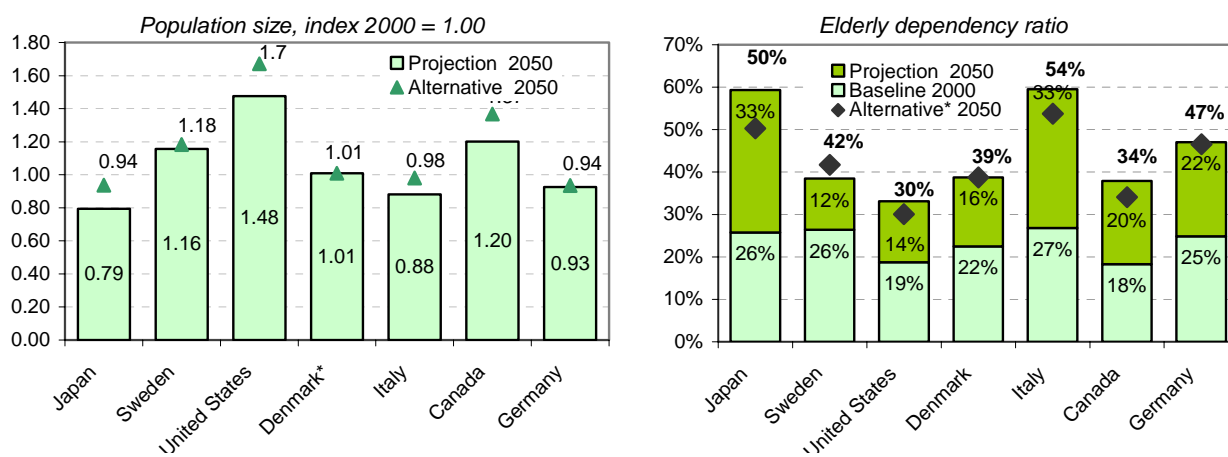 Population size, index 2000 = 1.00
1.80
1.60
1.40
1.20
1.00
0.80
0.60
0.40
0.20
0.00
Projection 2050
Alternative 2050
0.94
1.18
1.7
1.01
0.98
0.94
0.79
1.16
1.48
1.01
0.88
1.20
0.93
Japan
Sweden
United States
Denmark*
Italy
Canada
Germany
Elderly dependency ratio
70%
60%
50%
40%
30%
20%
10%
0%
Projection 2050
Baseline 2000
Alternative* 2050
50%
42%
30%
39%
54%
34%
47%
33%
12%
14%
16%
33%
20%
22%
26%
26%
19%
22%
27%
18%
25%
Japan
Sweden
United States
Denmark
Italy
Canada
Germany